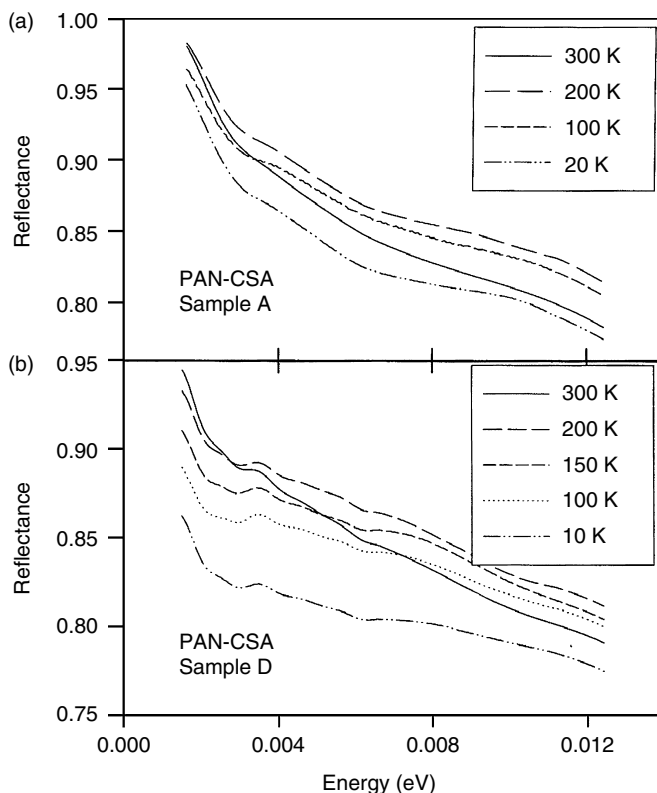 (a)
1.00
0.95
0.90
0.85
0.80
Reflectance
300 K
200 K
100 K
20 K
PAN-CSA
Sample A
(b)
0.95
0.90
0.85
0.80
0.75
Reflectance
300 K
200 K
150 K
100 K
10 K
PAN-CSA
Sample D
0.000
0.004
0.008
0.012
Energy (eV)